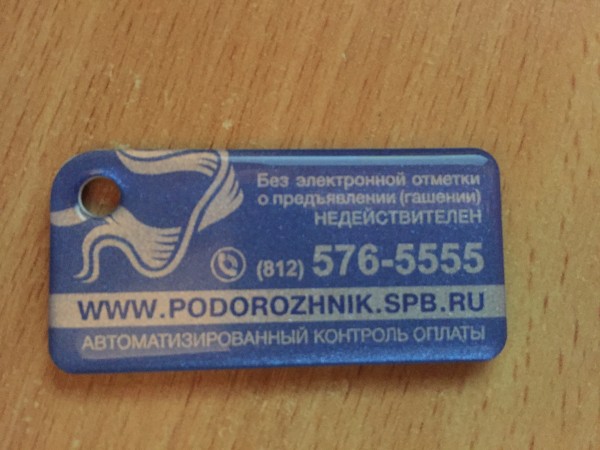 Без электронной отметки
о предъявлении (гашении)
НЕДЕЙСТВИТЕЛЕН
(812) 576-5555
WWW.PODOROZHNIK.SPB.RU
АВТОМАТИЗИРОВАННЫЙ КОНТРОЛЬ ОПЛАТЫ